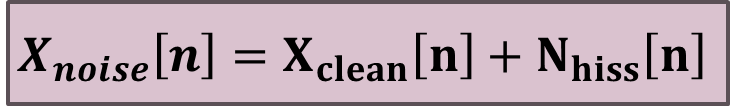 X_noise[n] = X_clean[n] + N_hiss[n]